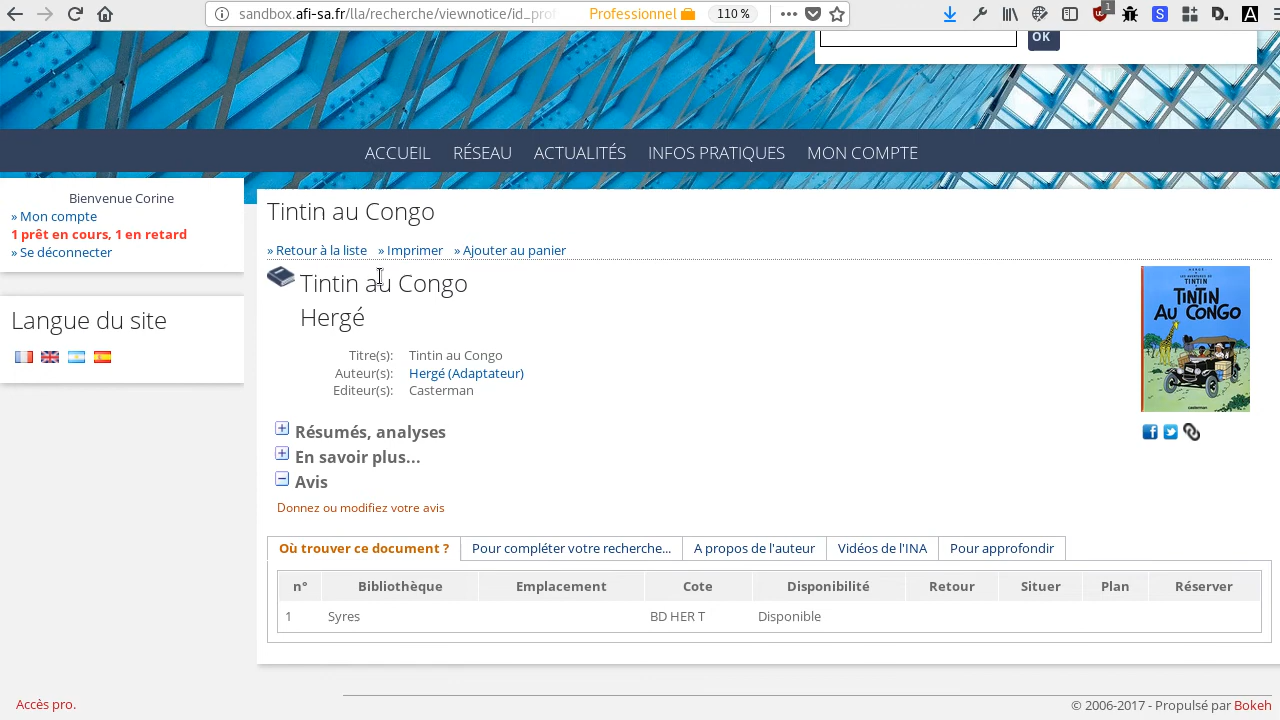 sandbox.afi-sa.fr/lla/recherche/viewnotice/id_prof
Professionnel
110 %
1
S
D.
A
OK
ACCUEIL RÉSEAU ACTUALITÉS INFOS PRATIQUES MON COMPTE
Bienvenue Corine
» Mon compte
1 prêt en cours, 1 en retard
» Se déconnecter
Langue du site
Tintin au Congo
» Retour à la liste » Imprimer » Ajouter au panier
Tintin au Congo
Hergé
Titre(s): Tintin au Congo
Auteur(s): Hergé (Adaptateur)
Editeur(s): Casterman
HERGÉ
LES AVENTURES DE
TINTIN
TINTIN
AU CONGO
casterman
Résumés, analyses
En savoir plus...
Avis
Donnez ou modifiez votre avis
Où trouver ce document ? Pour compléter votre recherche... A propos de l'auteur Vidéos de l'INA Pour approfondir
n° Bibliothèque Emplacement Cote Disponibilité Retour Situer Plan Réserver
1 Syres BD HER T Disponible
Accès pro.
© 2006-2017 - Propulsé par Bokeh